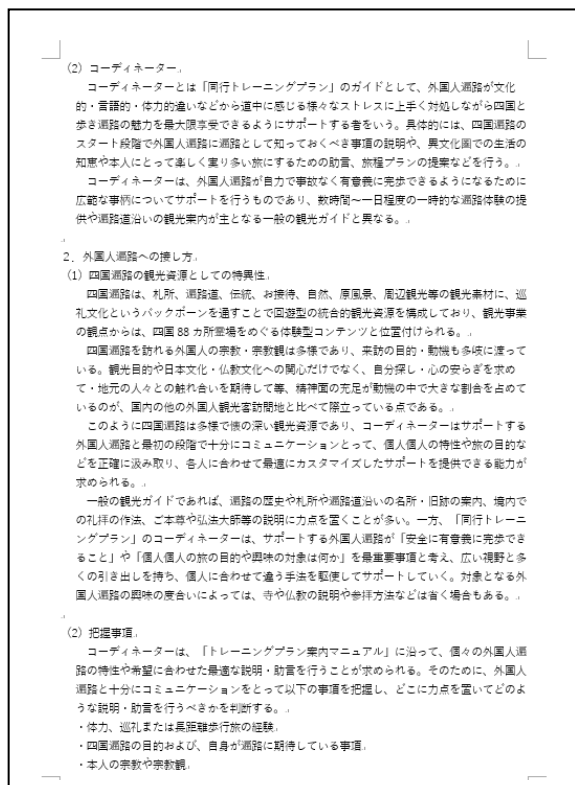 （2）コーディネーター
　コーディネーターとは「同行トレーニングプラン」のガイドとして、外国人遍路が文化
的・言語的・体力的違いなどから道中に感じる様々なストレスに上手く対処しながら四国と
歩き遍路の魅力を最大限享受できるようにサポートする者をいう。具体的には、四国遍路の
スタート段階で外国人遍路に遍路として知っておくべき事項の説明や、異文化圏での生活の
知恵や本人にとって楽しく実り多い旅にするための助言、旅程プランの提案などを行う。
　コーディネーターは、外国人遍路が自力で事故なく有意義に完歩できるようになるために
広範な事柄についてサポートを行うものであり、数時間～一日程度の一時的な遍路体験の提
供や遍路道沿いの観光案内が主となる一般の観光ガイドと異なる。
2．外国人遍路への接し方
（1）四国遍路の観光資源としての特異性
　四国遍路は、札所、遍路道、伝統、お接待、自然、原風景、周辺観光等の観光素材に、巡
礼文化というバックボーンを通すことで回遊型の統合的観光資源を構成しており、観光事業
の観点からは、四国 88 カ所霊場をめぐる体験型コンテンツと位置付けられる。
　四国遍路を訪れる外国人の宗教・宗教観は多様であり、来訪の目的・動機も多岐に渡って
いる。観光目的や日本文化・仏教文化への関心だけでなく、自分探し・心の安らぎを求め
て・地元の人々との触れ合いを期待して等、精神面の充足が動機の中で大きな割合を占めて
いるのが、国内の他の外国人観光客訪問地と比べて際立っている点である。
　このように四国遍路は多様で懐の深い観光資源であり、コーディネーターはサポートする
外国人遍路と最初の段階で十分にコミュニケーションとって、個人個人の特性や旅の目的な
どを正確に汲み取り、各人に合わせて最適にカスタマイズしたサポートを提供できる能力が
求められる。
　一般の観光ガイドであれば、遍路の歴史や札所や遍路道沿いの名所・旧跡の案内、境内で
の礼拝の作法、ご本尊や弘法大師等の説明に力点を置くことが多い。一方、「同行トレーニ
ングプラン」のコーディネーターは、サポートする外国人遍路が「安全に有意義に完歩でき
ること」や「個人個人の旅の目的や興味の対象は何か」を最重要事項と考え、広い視野と多
くの引き出しを持ち、個人に合わせて違う手法を駆使してサポートしていく。対象となる外
国人遍路の興味の度合いによっては、寺や仏教の説明や参拝方法などは省く場合もある。
（2）把握事項
　コーディネーターは、「トレーニングプラン案内マニュアル」に沿って、個々の外国人遍
路の特性や希望に合わせた最適な説明・助言を行うことが求められる。そのために、外国人
遍路と十分にコミュニケーションをとって以下の事項を把握し、どこに力点を置いてどのよ
うな説明・助言を行うべきかを判断する。
・体力、巡礼または長距離歩行旅の経験
・四国遍路の目的および、自身が遍路に期待している事項
・本人の宗教や宗教観